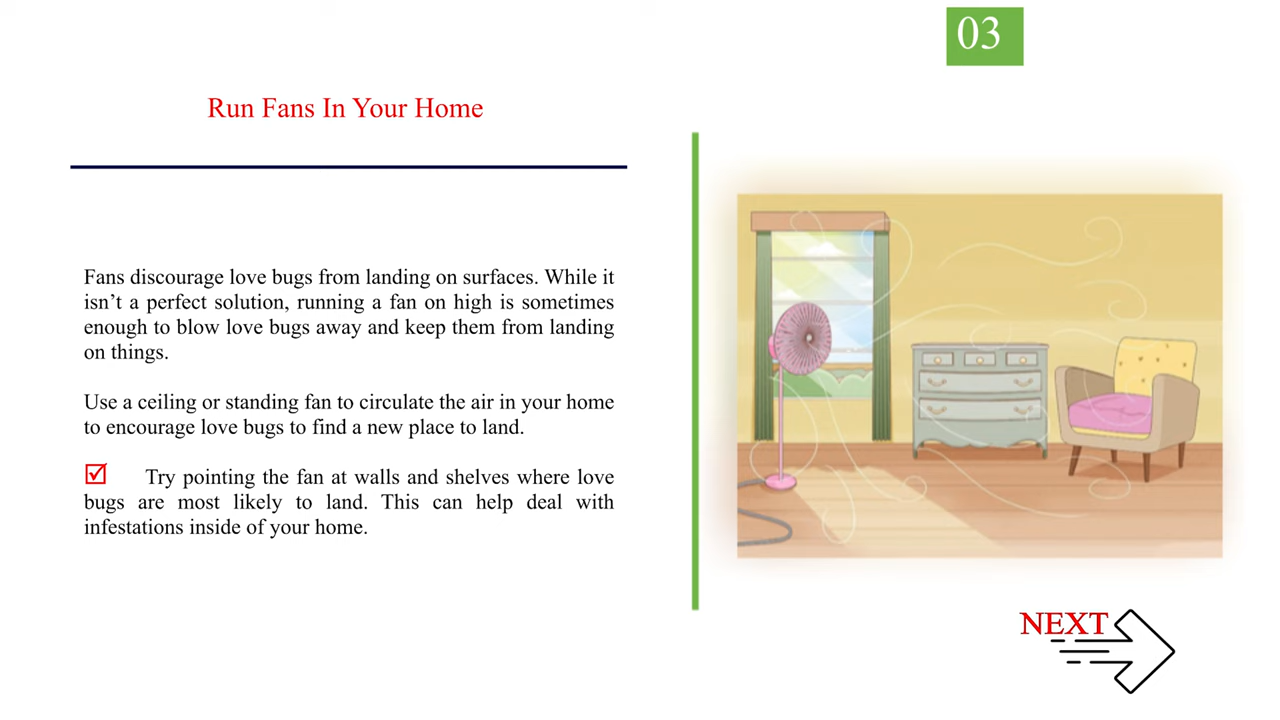 03
Run Fans In Your Home
Fans discourage love bugs from landing on surfaces. While it
isn’t a perfect solution, running a fan on high is sometimes
enough to blow love bugs away and keep them from landing
on things.
Use a ceiling or standing fan to circulate the air in your home
to encourage love bugs to find a new place to land.
Try pointing the fan at walls and shelves where love
bugs are most likely to land. This can help deal with
infestations inside of your home.
NEXT